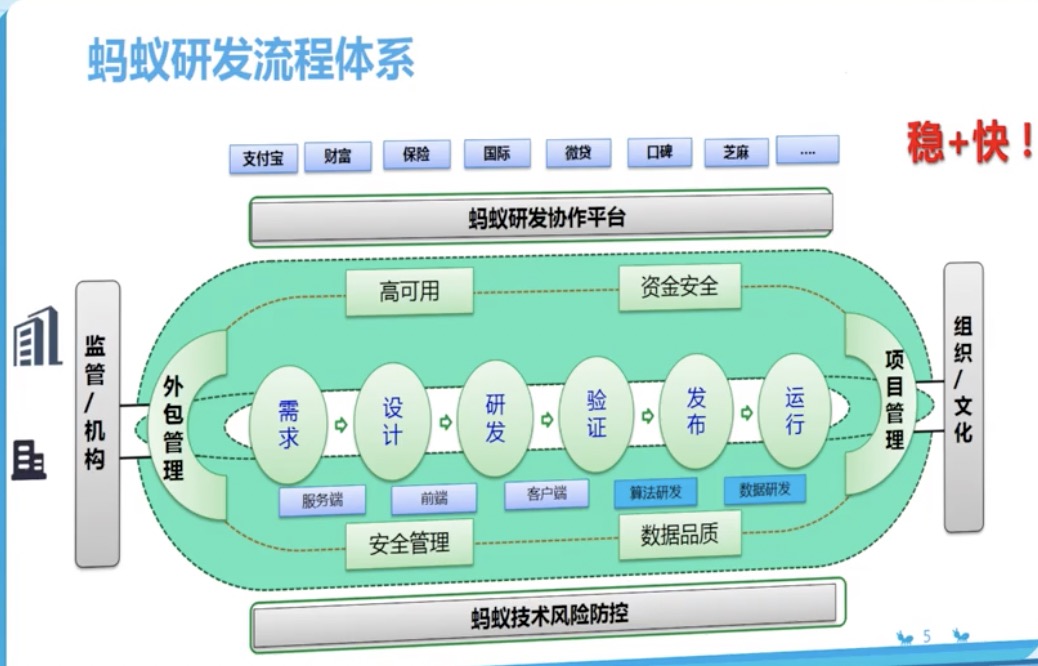 蚂蚁研发流程体系
稳+快！
支付宝
财富
保险
国际
微贷
口碑
芝麻
....
蚂蚁研发协作平台
高可用
资金安全
监管/机构
外包管理
需求
设计
研发
验证
发布
运行
项目管理
组织/文化
服务端
前端
客户端
算法研发
数据研发
安全管理
数据品质
蚂蚁技术风险防控
5